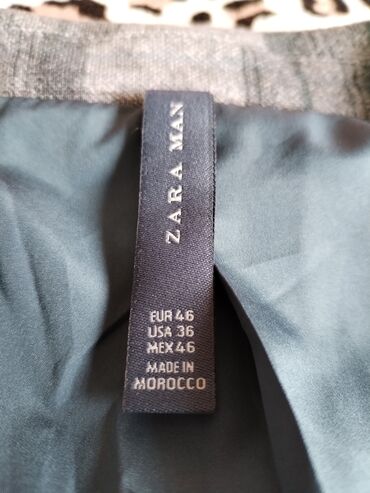 ZARA MAN
EUR 46
USA 36
MEX 46
MADE IN
MOROCCO